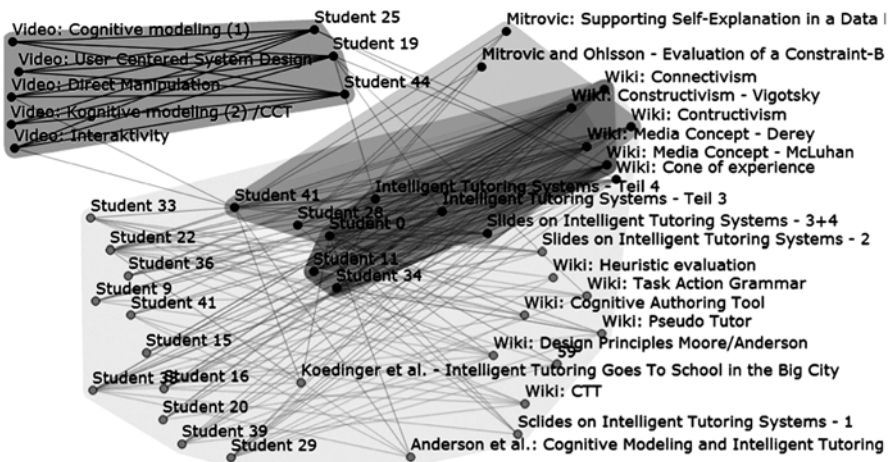 Student 25
Mitrovic: Supporting Self-Explanation in a Data
Video: Cognitive modeling (1)
Student 19
Mitrovic and Ohlsson - Evaluation of a Constraint-B
Video: User Centered System Design
Student 44
Wiki: Connectivism
Video: Direct Manipulation
Wiki: Constructivism - Vigotsky
Video: Kognitive modeling (2) /CCT
Wiki: Contructivism
Video: Interaktivity
Wiki: Media Concept - Derey
Wiki: Media Concept - McLuhan
Wiki: Cone of experience
Student 41
Intelligent Tutoring Systems - Teil 4
Student 33
Intelligent Tutoring Systems - Teil 3
Student 28
Student 0
Slides on Intelligent Tutoring Systems - 3+4
Student 22
Slides on Intelligent Tutoring Systems - 2
Student 36
Student 11
Wiki: Heuristic evaluation
Student 34
Student 9
Wiki: Task Action Grammar
Student 41
Wiki: Cognitive Authoring Tool
Wiki: Pseudo Tutor
Student 15
Wiki: Design Principles Moore/Anderson
59
Student
Student 16
Koedinger et al. - Intelligent Tutoring Goes To School in the Big City
Wiki: CTT
Student 20
Sclides on Intelligent Tutoring Systems - 1
Student 39
Student 29
Anderson et al.: Cognitive Modeling and Intelligent Tutoring